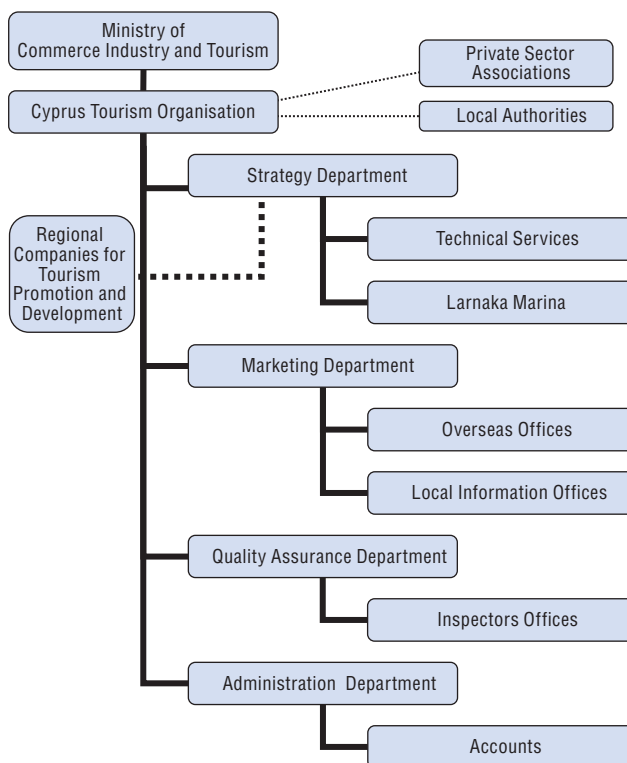 Ministry of
Commerce Industry and Tourism
Private Sector
Associations
Cyprus Tourism Organisation
Local Authorities
Strategy Department
Regional
Companies for
Tourism
Promotion and
Development
Technical Services
Larnaka Marina
Marketing Department
Overseas Offices
Local Information Offices
Quality Assurance Department
Inspectors Offices
Administration Department
Accounts